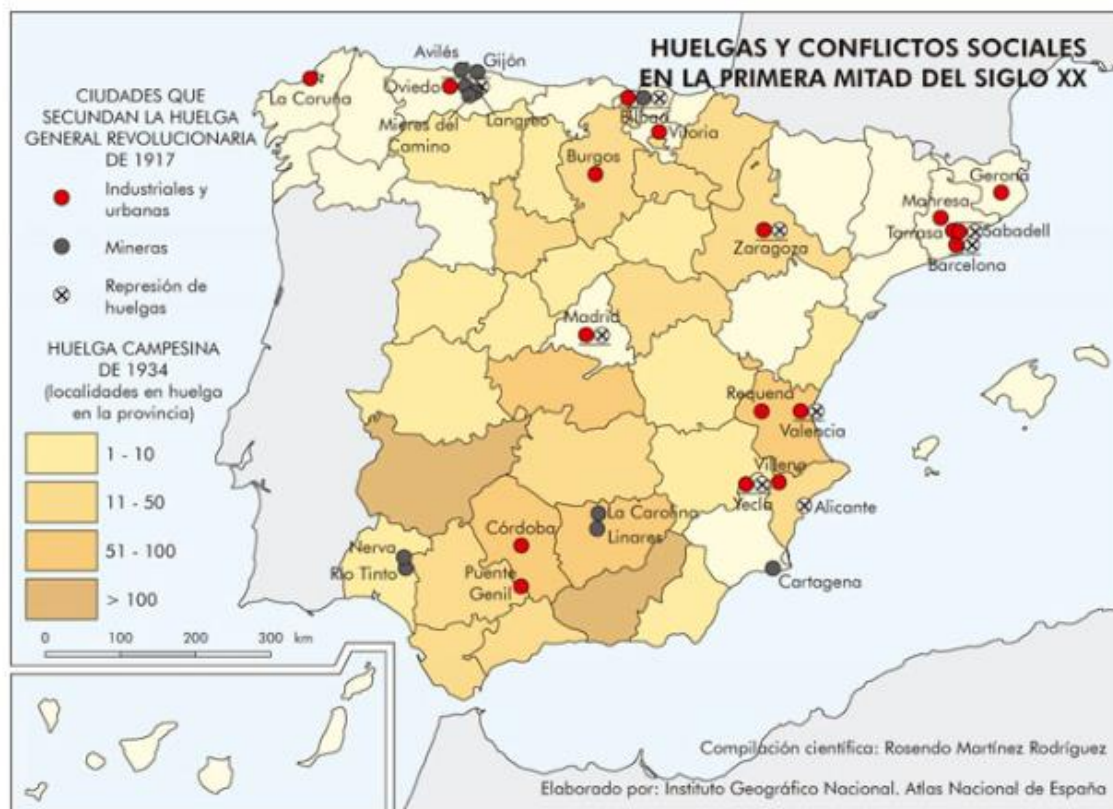 HUELGAS Y CONFLICTOS SOCIALES
EN LA PRIMERA MITAD DEL SIGLO XX
CIUDADES QUE
SECUNDAN LA HUELGA
GENERAL REVOLUCIONARIA
DE 1917
Industriales y
urbanas
Mineras
Represión de
huelgas
HUELGA CAMPESINA
DE 1934
(localidades en huelga
en la provincia)
1 - 10
11 - 50
51 - 100
> 100
0 100 200 300 km
La Coruña
Avilés
Gijón
Oviedo
Mieres del
Camino
Langreo
Bilbao
Vitoria
Burgos
Zaragoza
Gerona
Manresa
Tarrasa
Sabadell
Barcelona
Madrid
Requena
Valencia
Villena
Yecla
Alicante
La Carolina
Linares
Córdoba
Puente
Genil
Nerva
Río Tinto
Cartagena
Compilación científica: Rosendo Martínez Rodríguez
Elaborado por: Instituto Geográfico Nacional. Atlas Nacional de España